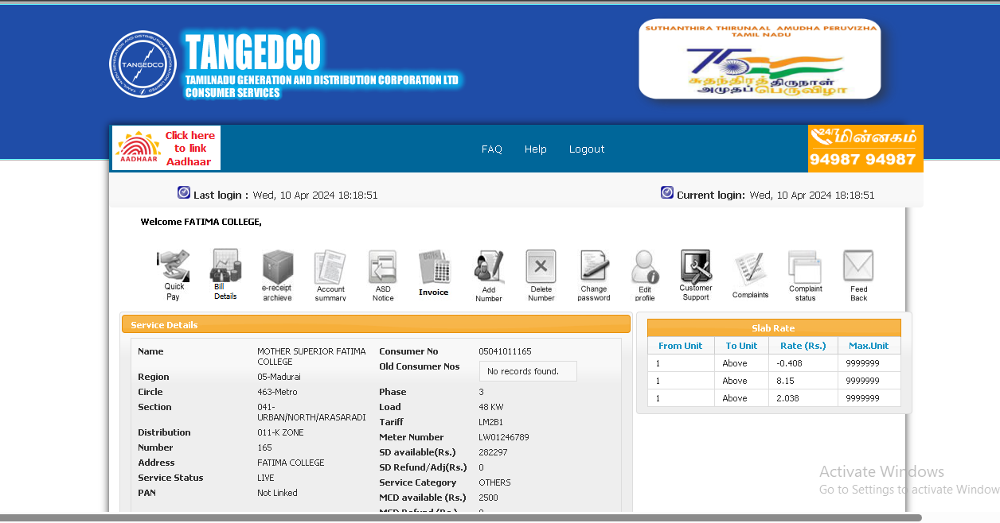 SUTHANTHIRA THIRUNAAL AMUDHA PERUVIZHA
TAMIL NADU
75
சுதந்திரத்திருநாள்
அமுதப்பெருவிழா
TANGEDCO
TANGEDCO
TAMILNADU GENERATION AND DISTRIBUTION CORPORATION LTD
CONSUMER SERVICES
AADHAAR
Click here
to link
Aadhaar
FAQ Help Logout
24/7 மின்னகம்
94987 94987
Last login : Wed, 10 Apr 2024 18:18:51
Current login: Wed, 10 Apr 2024 18:18:51
Welcome FATIMA COLLEGE,
Quick Pay
Bill Details
e-receipt archieve
Account summary
ASD Notice
Invoice
Add Number
Delete Number
Change password
Edit profile
Customer Support
Complaints
Complaint status
Feed Back
Service Details
Name MOTHER SUPERIOR FATIMA
COLLEGE
Region 05-Madurai
Circle 463-Metro
Section 041-
URBAN/NORTH/ARASARADI
Distribution 011-K ZONE
Number 165
Address FATIMA COLLEGE
Service Status LIVE
PAN Not Linked
Consumer No 05041011165
Old Consumer Nos No records found.
Phase 3
Load 48 KW
Tariff LM2B1
Meter Number LW01246789
SD available(Rs.) 282297
SD Refund/Adj(Rs.) 0
Service Category OTHERS
MCD available (Rs.) 2500
MCD Refund (Rs.) 0
Slab Rate
From Unit To Unit Rate (Rs.) Max.Unit
1 Above -0.408 9999999
1 Above 8.15 9999999
1 Above 2.038 9999999
Activate Windows
Go to Settings to activate Window